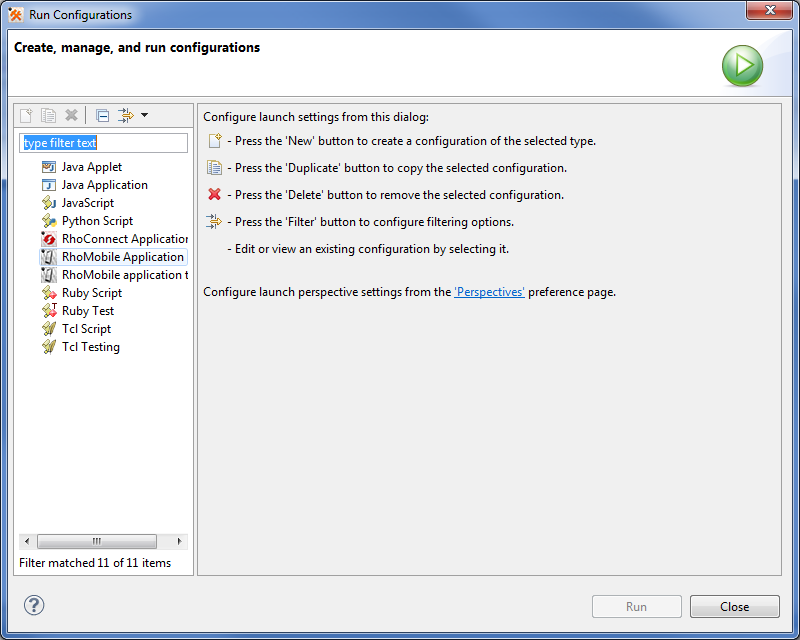 Run Configurations
Create, manage, and run configurations
type filter text
Java Applet
Java Application
JavaScript
Python Script
RhoConnect Application
RhoMobile Application
RhoMobile application t
Ruby Script
Ruby Test
Tcl Script
Tcl Testing
Filter matched 11 of 11 items
Configure launch settings from this dialog:
- Press the 'New' button to create a configuration of the selected type.
- Press the 'Duplicate' button to copy the selected configuration.
- Press the 'Delete' button to remove the selected configuration.
- Press the 'Filter' button to configure filtering options.
- Edit or view an existing configuration by selecting it.
Configure launch perspective settings from the 'Perspectives' preference page.
Run
Close